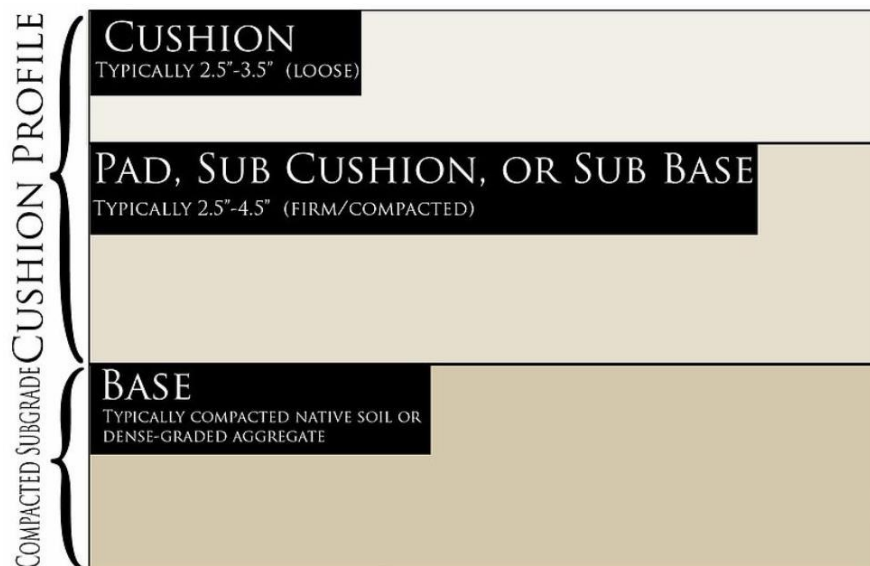 CUSHION PROFILE
CUSHION
TYPICALLY 2.5"-3.5" (LOOSE)
PAD, SUB CUSHION, OR SUB BASE
TYPICALLY 2.5"-4.5" (FIRM/COMPACTED)
COMPACTED SUBGRADE
BASE
TYPICALLY COMPACTED NATIVE SOIL OR
DENSE-GRADED AGGREGATE